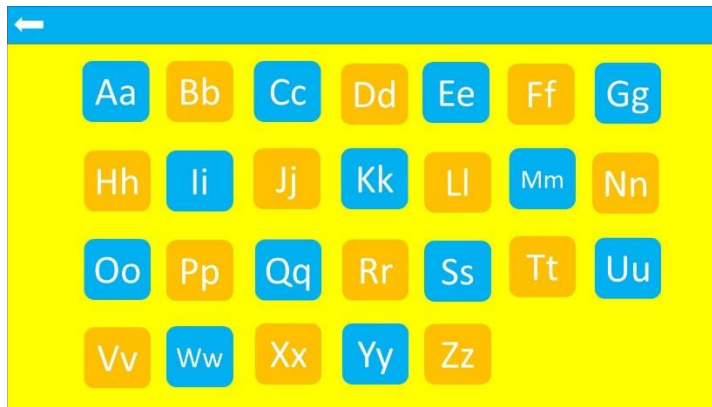 Aa Bb Cc Dd Ee Ff Gg
Hh Ii Jj Kk Ll Mm Nn
Oo Pp Qq Rr Ss Tt Uu
Vv Ww Xx Yy Zz